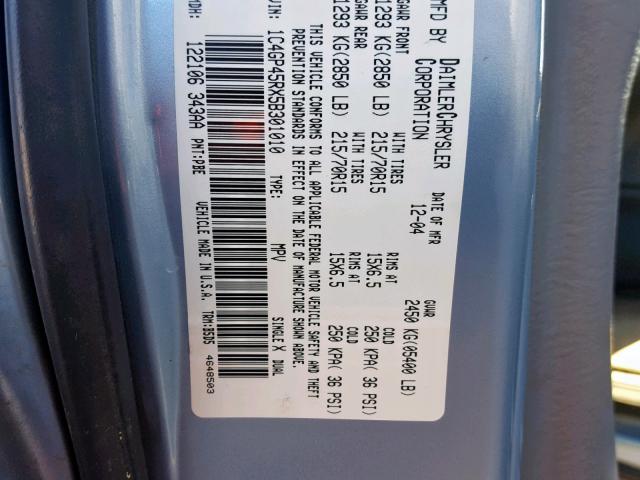 MFD BY DAIMLERCHRYSLER CORPORATION
DATE OF MFR 12-04
GVWR 2450 KG(05400 LB)
GAWR FRONT WITH TIRES RIMS AT COLD
1293 KG(2850 LB) 215/70R15 15X6.5 250 KPA( 36 PSI)
GAWR REAR WITH TIRES RIMS AT COLD
1293 KG(2850 LB) 215/70R15 15X6.5 250 KPA( 36 PSI)
THIS VEHICLE CONFORMS TO ALL APPLICABLE FEDERAL MOTOR VEHICLE SAFETY AND THEFT
PREVENTION STANDARDS IN EFFECT ON THE DATE OF MANUFACTURE SHOWN ABOVE.
VIN: 1C4GP45RX5B301010 TYPE: MPV SINGLE X DUAL
122106 343AA PNT:PBE VEHICLE MADE IN U.S.A. TRM:B5D5 4648503